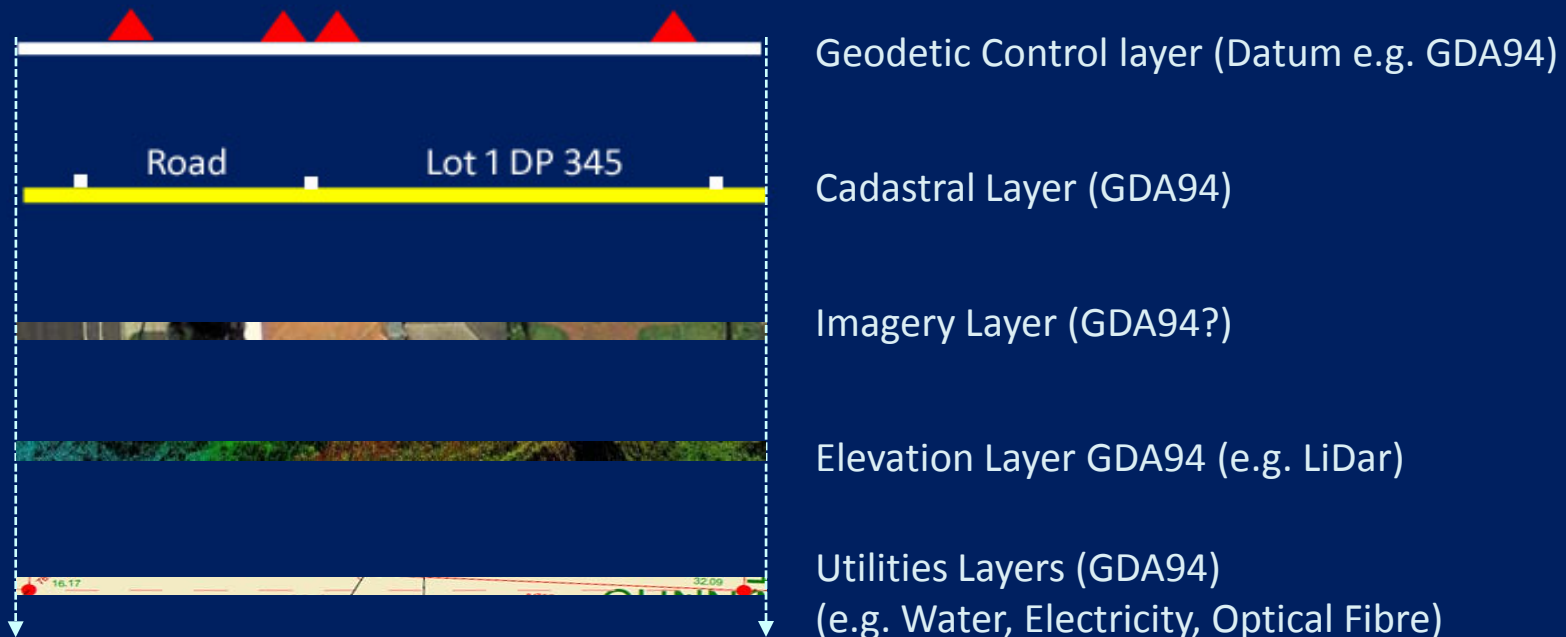 Geodetic Control layer (Datum e.g. GDA94)
Road
Lot 1 DP 345
Cadastral Layer (GDA94)
Imagery Layer (GDA94?)
Elevation Layer GDA94 (e.g. LiDar)
16.17
32.09
Utilities Layers (GDA94)
(e.g. Water, Electricity, Optical Fibre)